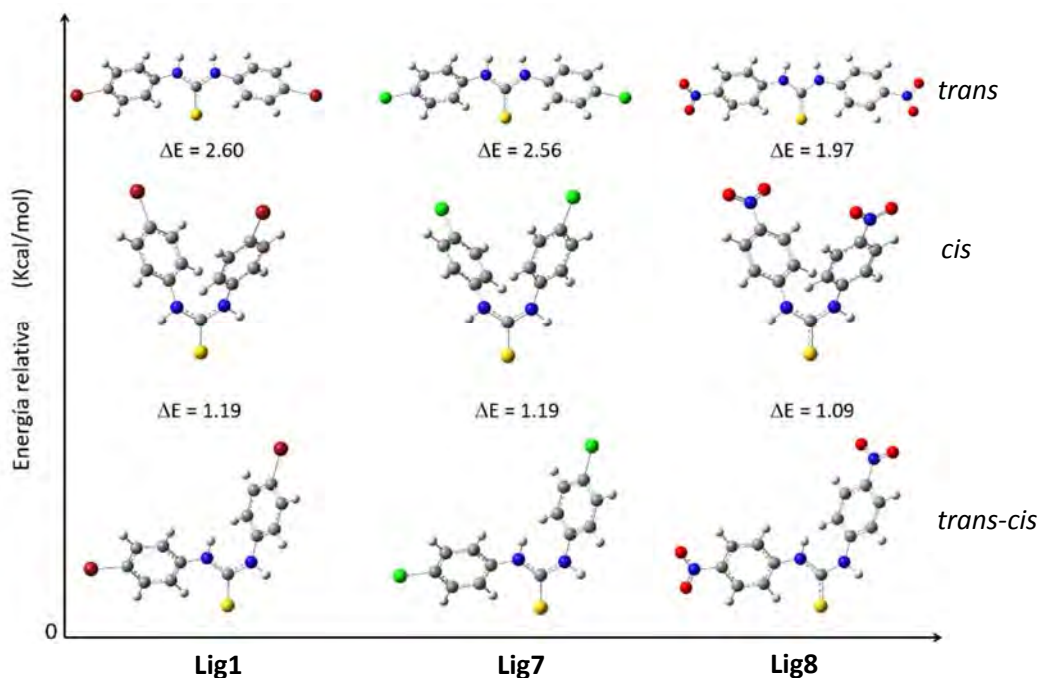 Energía relativa (Kcal/mol)
trans
ΔE = 2.60
ΔE = 2.56
ΔE = 1.97
cis
ΔE = 1.19
ΔE = 1.19
ΔE = 1.09
trans-cis
0
Lig1
Lig7
Lig8